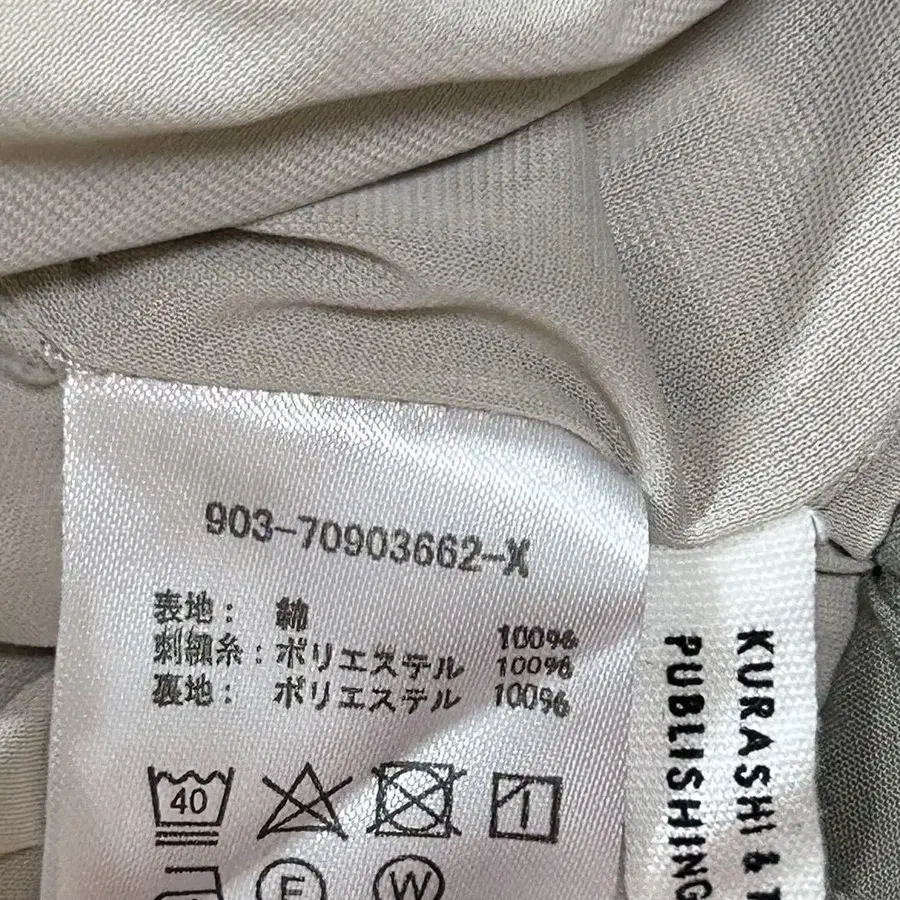 903-70903662-X
表地： 綿 100%
刺繍糸：ポリエステル 100%
裏地： ポリエステル 100%
40
F
W
KURASHI &
PUBLISHING